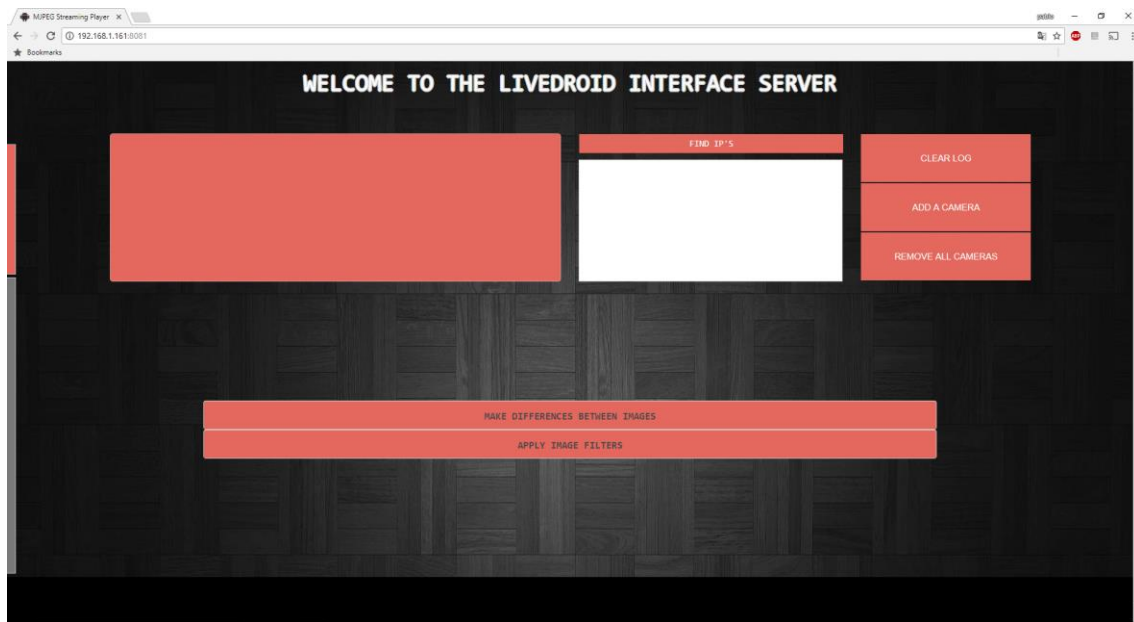 MJPEG Streaming Player
192.168.1.161:8081
Bookmarks
WELCOME TO THE LIVEDROID INTERFACE SERVER
FIND IP'S
CLEAR LOG
ADD A CAMERA
REMOVE ALL CAMERAS
MAKE DIFFERENCES BETWEEN IMAGES
APPLY IMAGE FILTERS